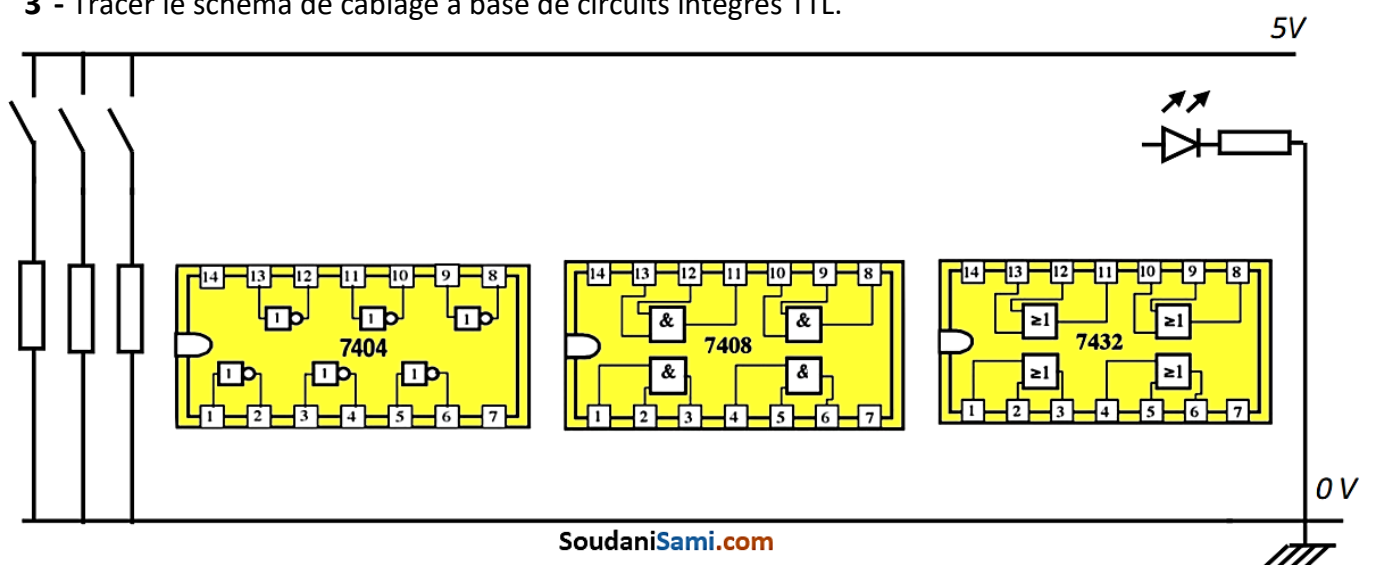 3 - Tracer le schéma de câblage à base de circuits intégrés TTL.
5V
14 13 12 11 10 9 8
1 1 1
7404
1 1 1
1 2 3 4 5 6 7
14 13 12 11 10 9 8
& &
7408
& &
1 2 3 4 5 6 7
14 13 12 11 10 9 8
≥1 ≥1
7432
≥1 ≥1
1 2 3 4 5 6 7
0 V
SoudaniSami.com